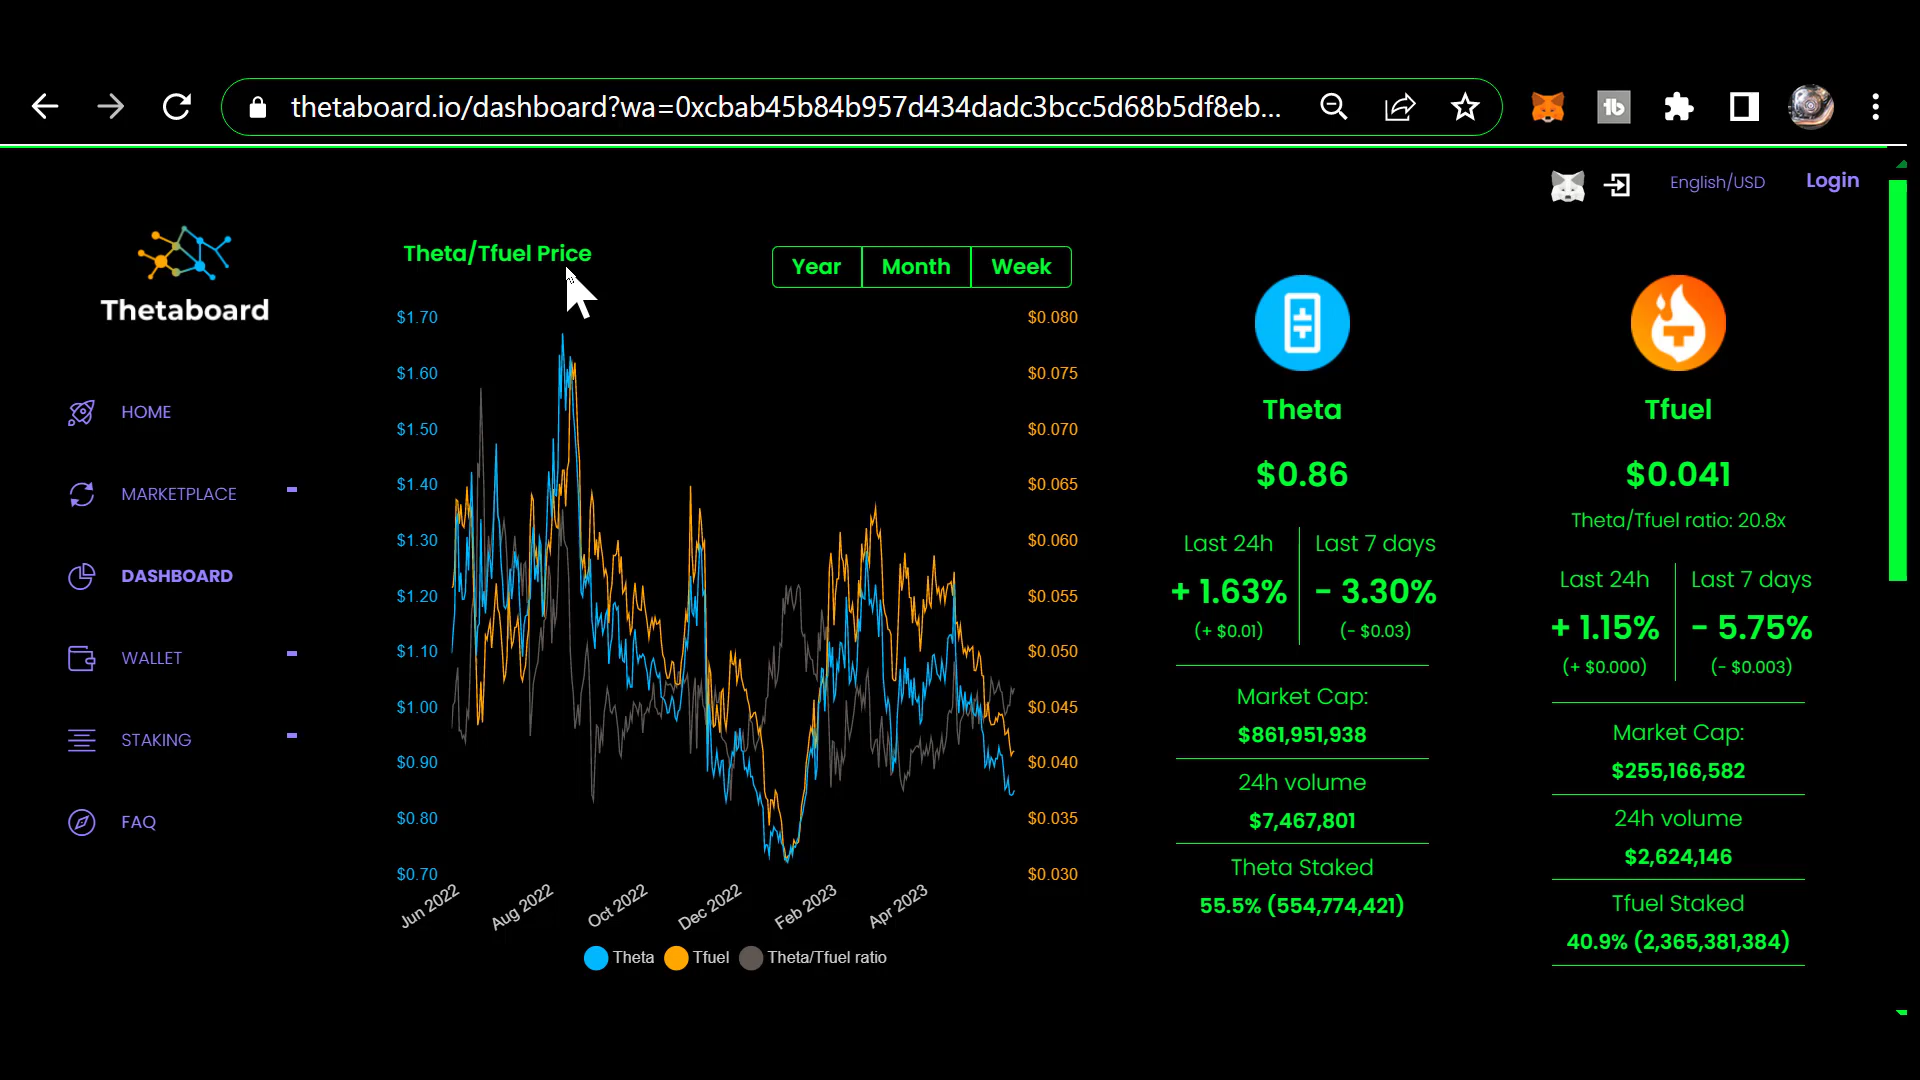 thetaboard.io/dashboard?wa=0xcbab45b84b957d434dadc3bcc5d68b5df8eb...
tb
English/USD
Login
Thetaboard
HOME
MARKETPLACE
DASHBOARD
WALLET
STAKING
FAQ
Theta/Tfuel Price
Year
Month
Week
$1.70
$1.60
$1.50
$1.40
$1.30
$1.20
$1.10
$1.00
$0.90
$0.80
$0.70
$0.080
$0.075
$0.070
$0.065
$0.060
$0.055
$0.050
$0.045
$0.040
$0.035
$0.030
Jun 2022
Aug 2022
Oct 2022
Dec 2022
Feb 2023
Apr 2023
Theta
Tfuel
Theta/Tfuel ratio
Theta
$0.86
Last 24h
+ 1.63%
(+ $0.01)
Last 7 days
- 3.30%
(- $0.03)
Market Cap:
$861,951,938
24h volume
$7,467,801
Theta Staked
55.5% (554,774,421)
Tfuel
$0.041
Theta/Tfuel ratio: 20.8x
Last 24h
+ 1.15%
(+ $0.000)
Last 7 days
- 5.75%
(- $0.003)
Market Cap:
$255,166,582
24h volume
$2,624,146
Tfuel Staked
40.9% (2,365,381,384)